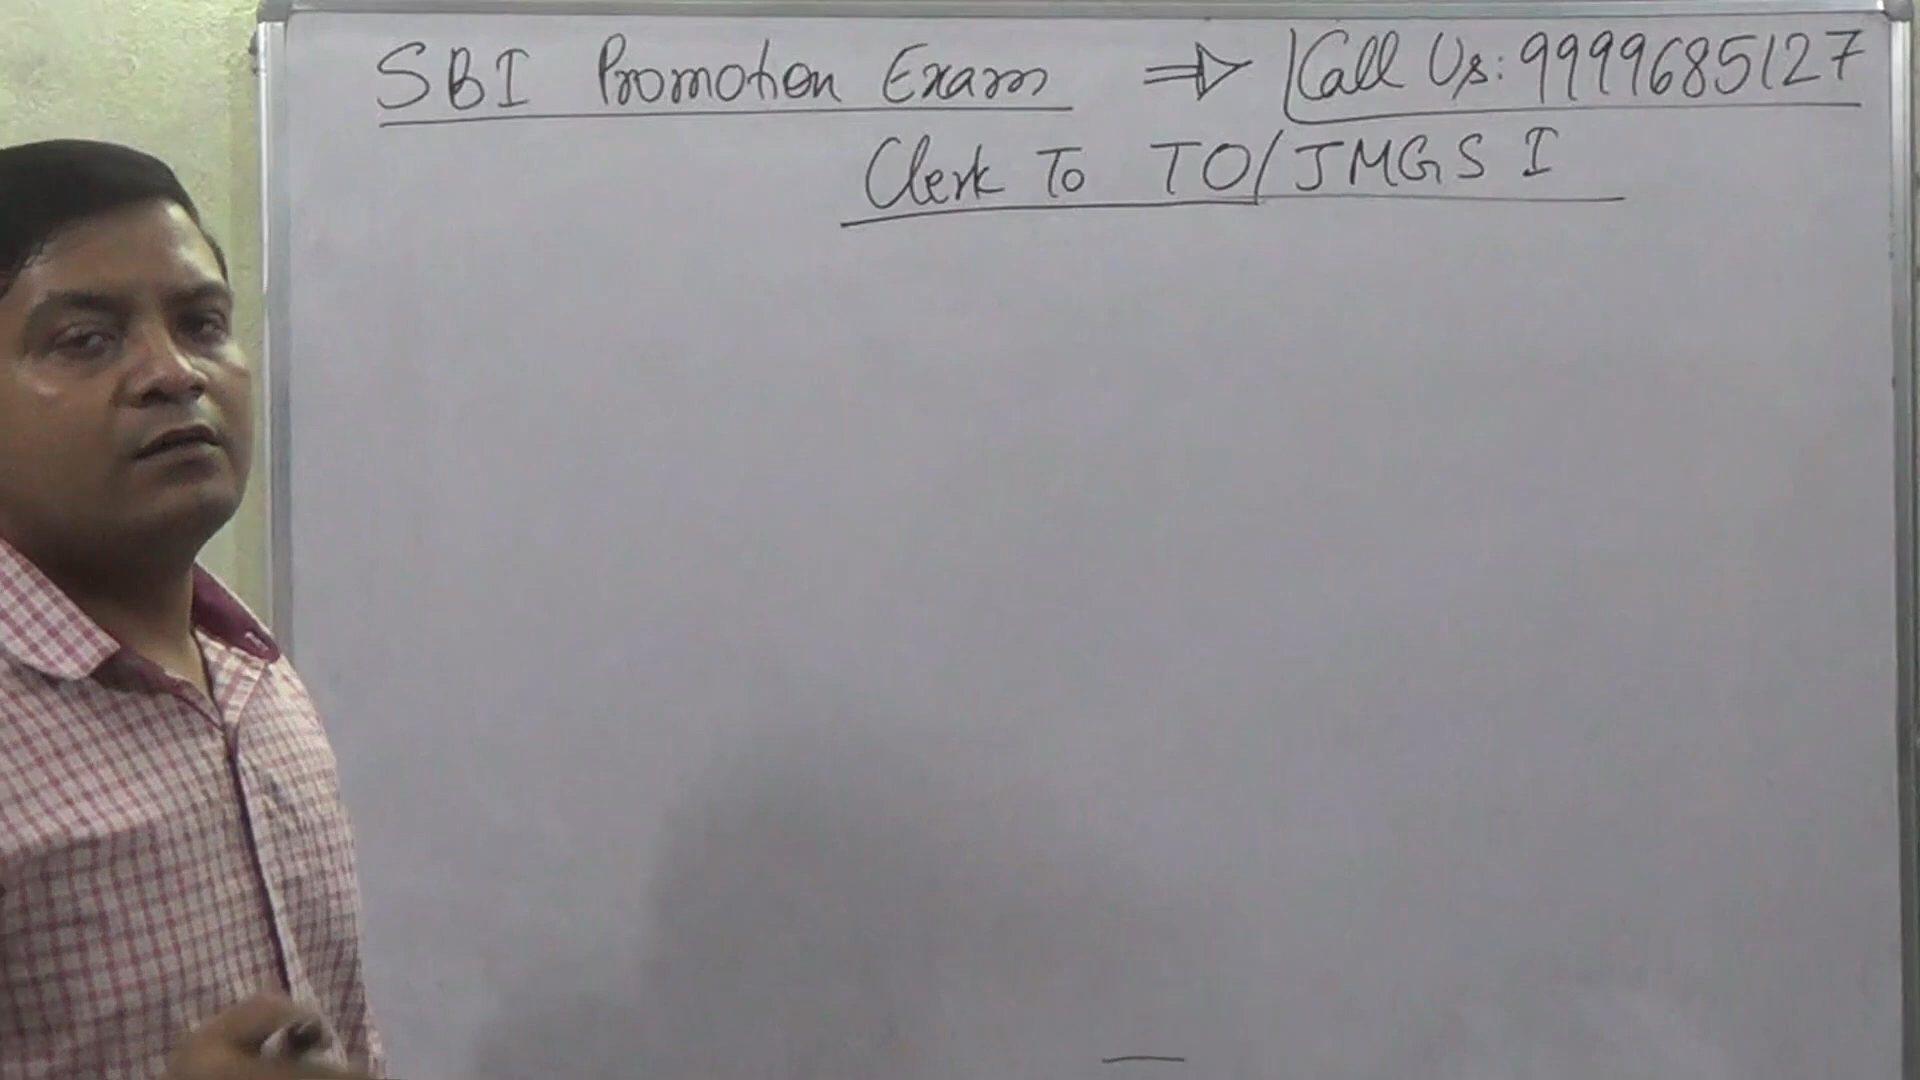 SBI Promotion Exam ⇒ Call Us: 9999685127
Clerk To TO/JMGS I